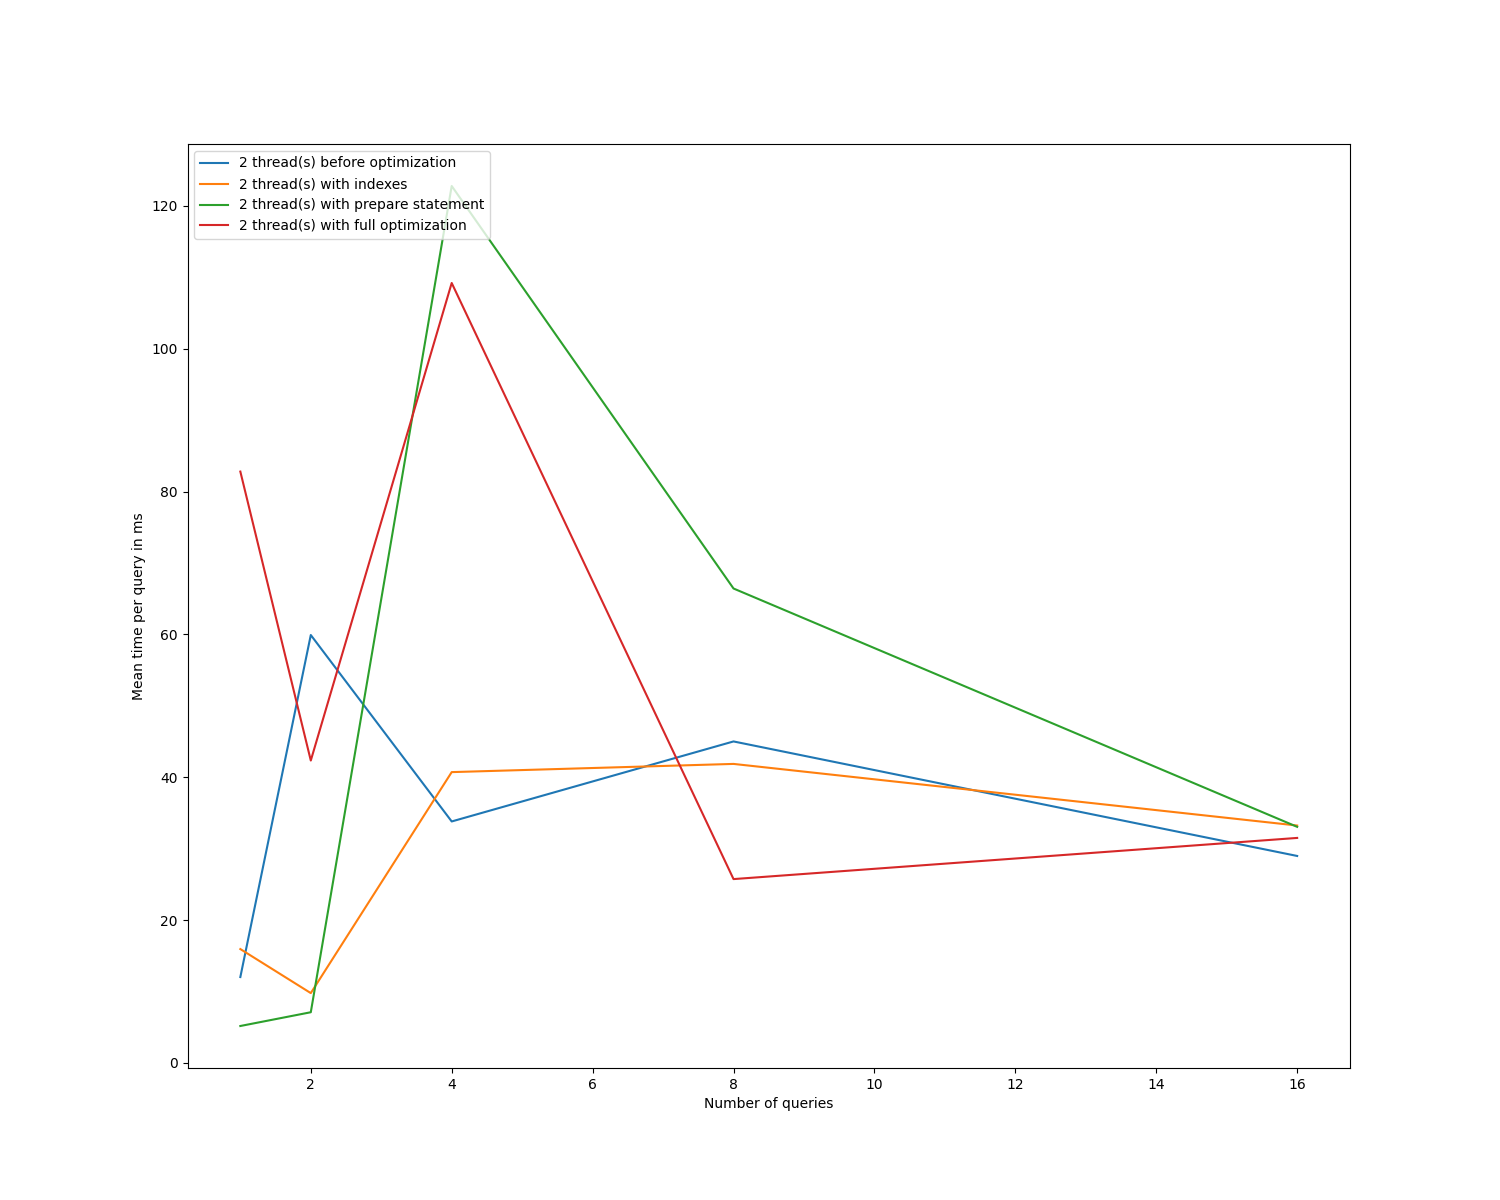 2 thread(s) before optimization
2 thread(s) with indexes
2 thread(s) with prepare statement
2 thread(s) with full optimization
120
100
80
60
40
20
0
Mean time per query in ms
2 4 6 8 10 12 14 16
Number of queries